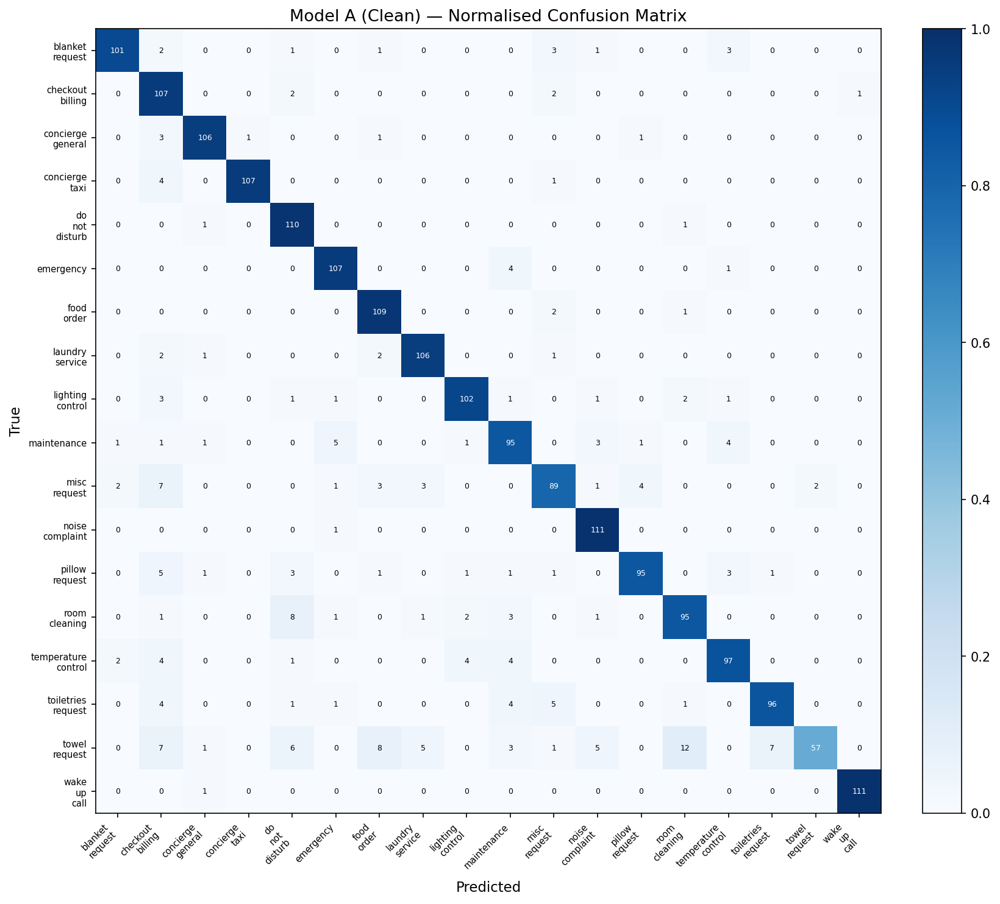 Model A (Clean) — Normalised Confusion Matrix
True
blanket
request
101 2 0 0 1 0 1 0 0 0 3 1 0 0 3 0 0 0
checkout
billing
0 107 0 0 2 0 0 0 0 0 2 0 0 0 0 0 0 1
concierge
general
0 3 106 1 0 0 1 0 0 0 0 0 1 0 0 0 0 0
concierge
taxi
0 4 0 107 0 0 0 0 0 0 1 0 0 0 0 0 0 0
do
not
disturb
0 0 1 0 110 0 0 0 0 0 0 0 0 1 0 0 0 0
emergency
0 0 0 0 0 107 0 0 0 4 0 0 0 0 1 0 0 0
food
order
0 0 0 0 0 0 109 0 0 0 2 0 0 1 0 0 0 0
laundry
service
0 2 1 0 0 0 2 106 0 0 1 0 0 0 0 0 0 0
lighting
control
0 3 0 0 1 1 0 0 102 1 0 1 0 2 1 0 0 0
maintenance
1 1 1 0 0 5 0 0 1 95 0 3 1 0 4 0 0 0
misc
request
2 7 0 0 0 1 3 3 0 0 89 1 4 0 0 0 2 0
noise
complaint
0 0 0 0 0 1 0 0 0 0 0 111 0 0 0 0 0 0
pillow
request
0 5 1 0 3 0 1 0 1 1 1 0 95 0 3 1 0 0
room
cleaning
0 1 0 0 8 1 0 1 2 3 0 1 0 95 0 0 0 0
temperature
control
2 4 0 0 1 0 0 0 4 4 0 0 0 0 97 0 0 0
toiletries
request
0 4 0 0 1 1 0 0 0 4 5 0 0 1 0 96 0 0
towel
request
0 7 1 0 6 0 8 5 0 3 1 5 0 12 0 7 57 0
wake
up
call
0 0 1 0 0 0 0 0 0 0 0 0 0 0 0 0 0 111
blanket
request
checkout
billing
concierge
general
concierge
taxi
do
not
disturb
emergency
food
order
laundry
service
lighting
control
maintenance
misc
request
noise
complaint
pillow
request
room
cleaning
temperature
control
toiletries
request
towel
request
wake
up
call
Predicted
1.0
0.8
0.6
0.4
0.2
0.0